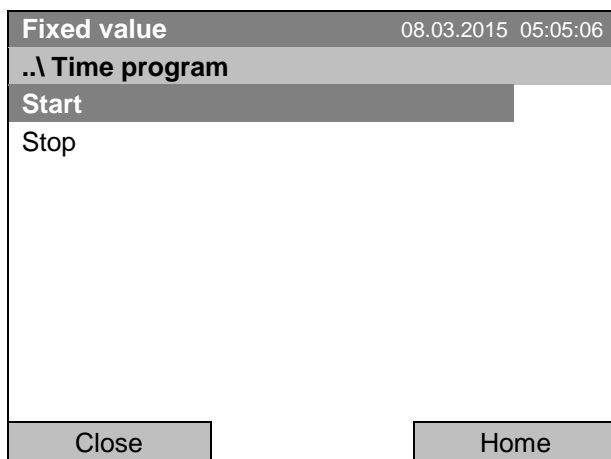 Fixed value 08.03.2015 05:05:06
..\ Time program
Start
Stop
Close Home